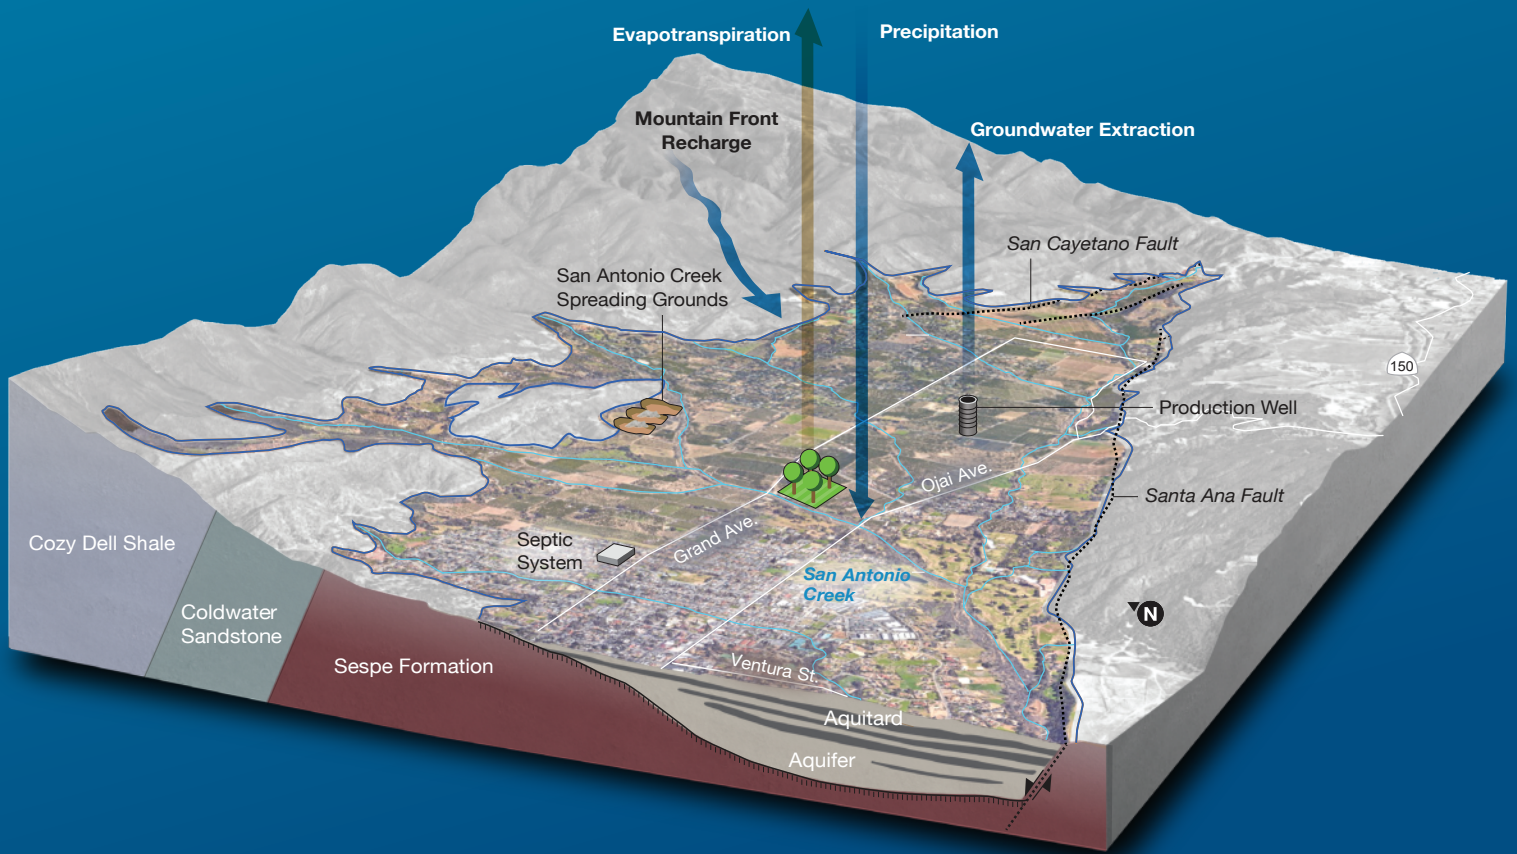 Evapotranspiration
Precipitation
Mountain Front
Recharge
Groundwater Extraction
San Cayetano Fault
San Antonio Creek
Spreading Grounds
150
Production Well
Ojai Ave.
Santa Ana Fault
Grand Ave.
Septic
System
San Antonio
Creek
N
Cozy Dell Shale
Coldwater
Sandstone
Sespe Formation
Ventura St.
Aquitard
Aquifer